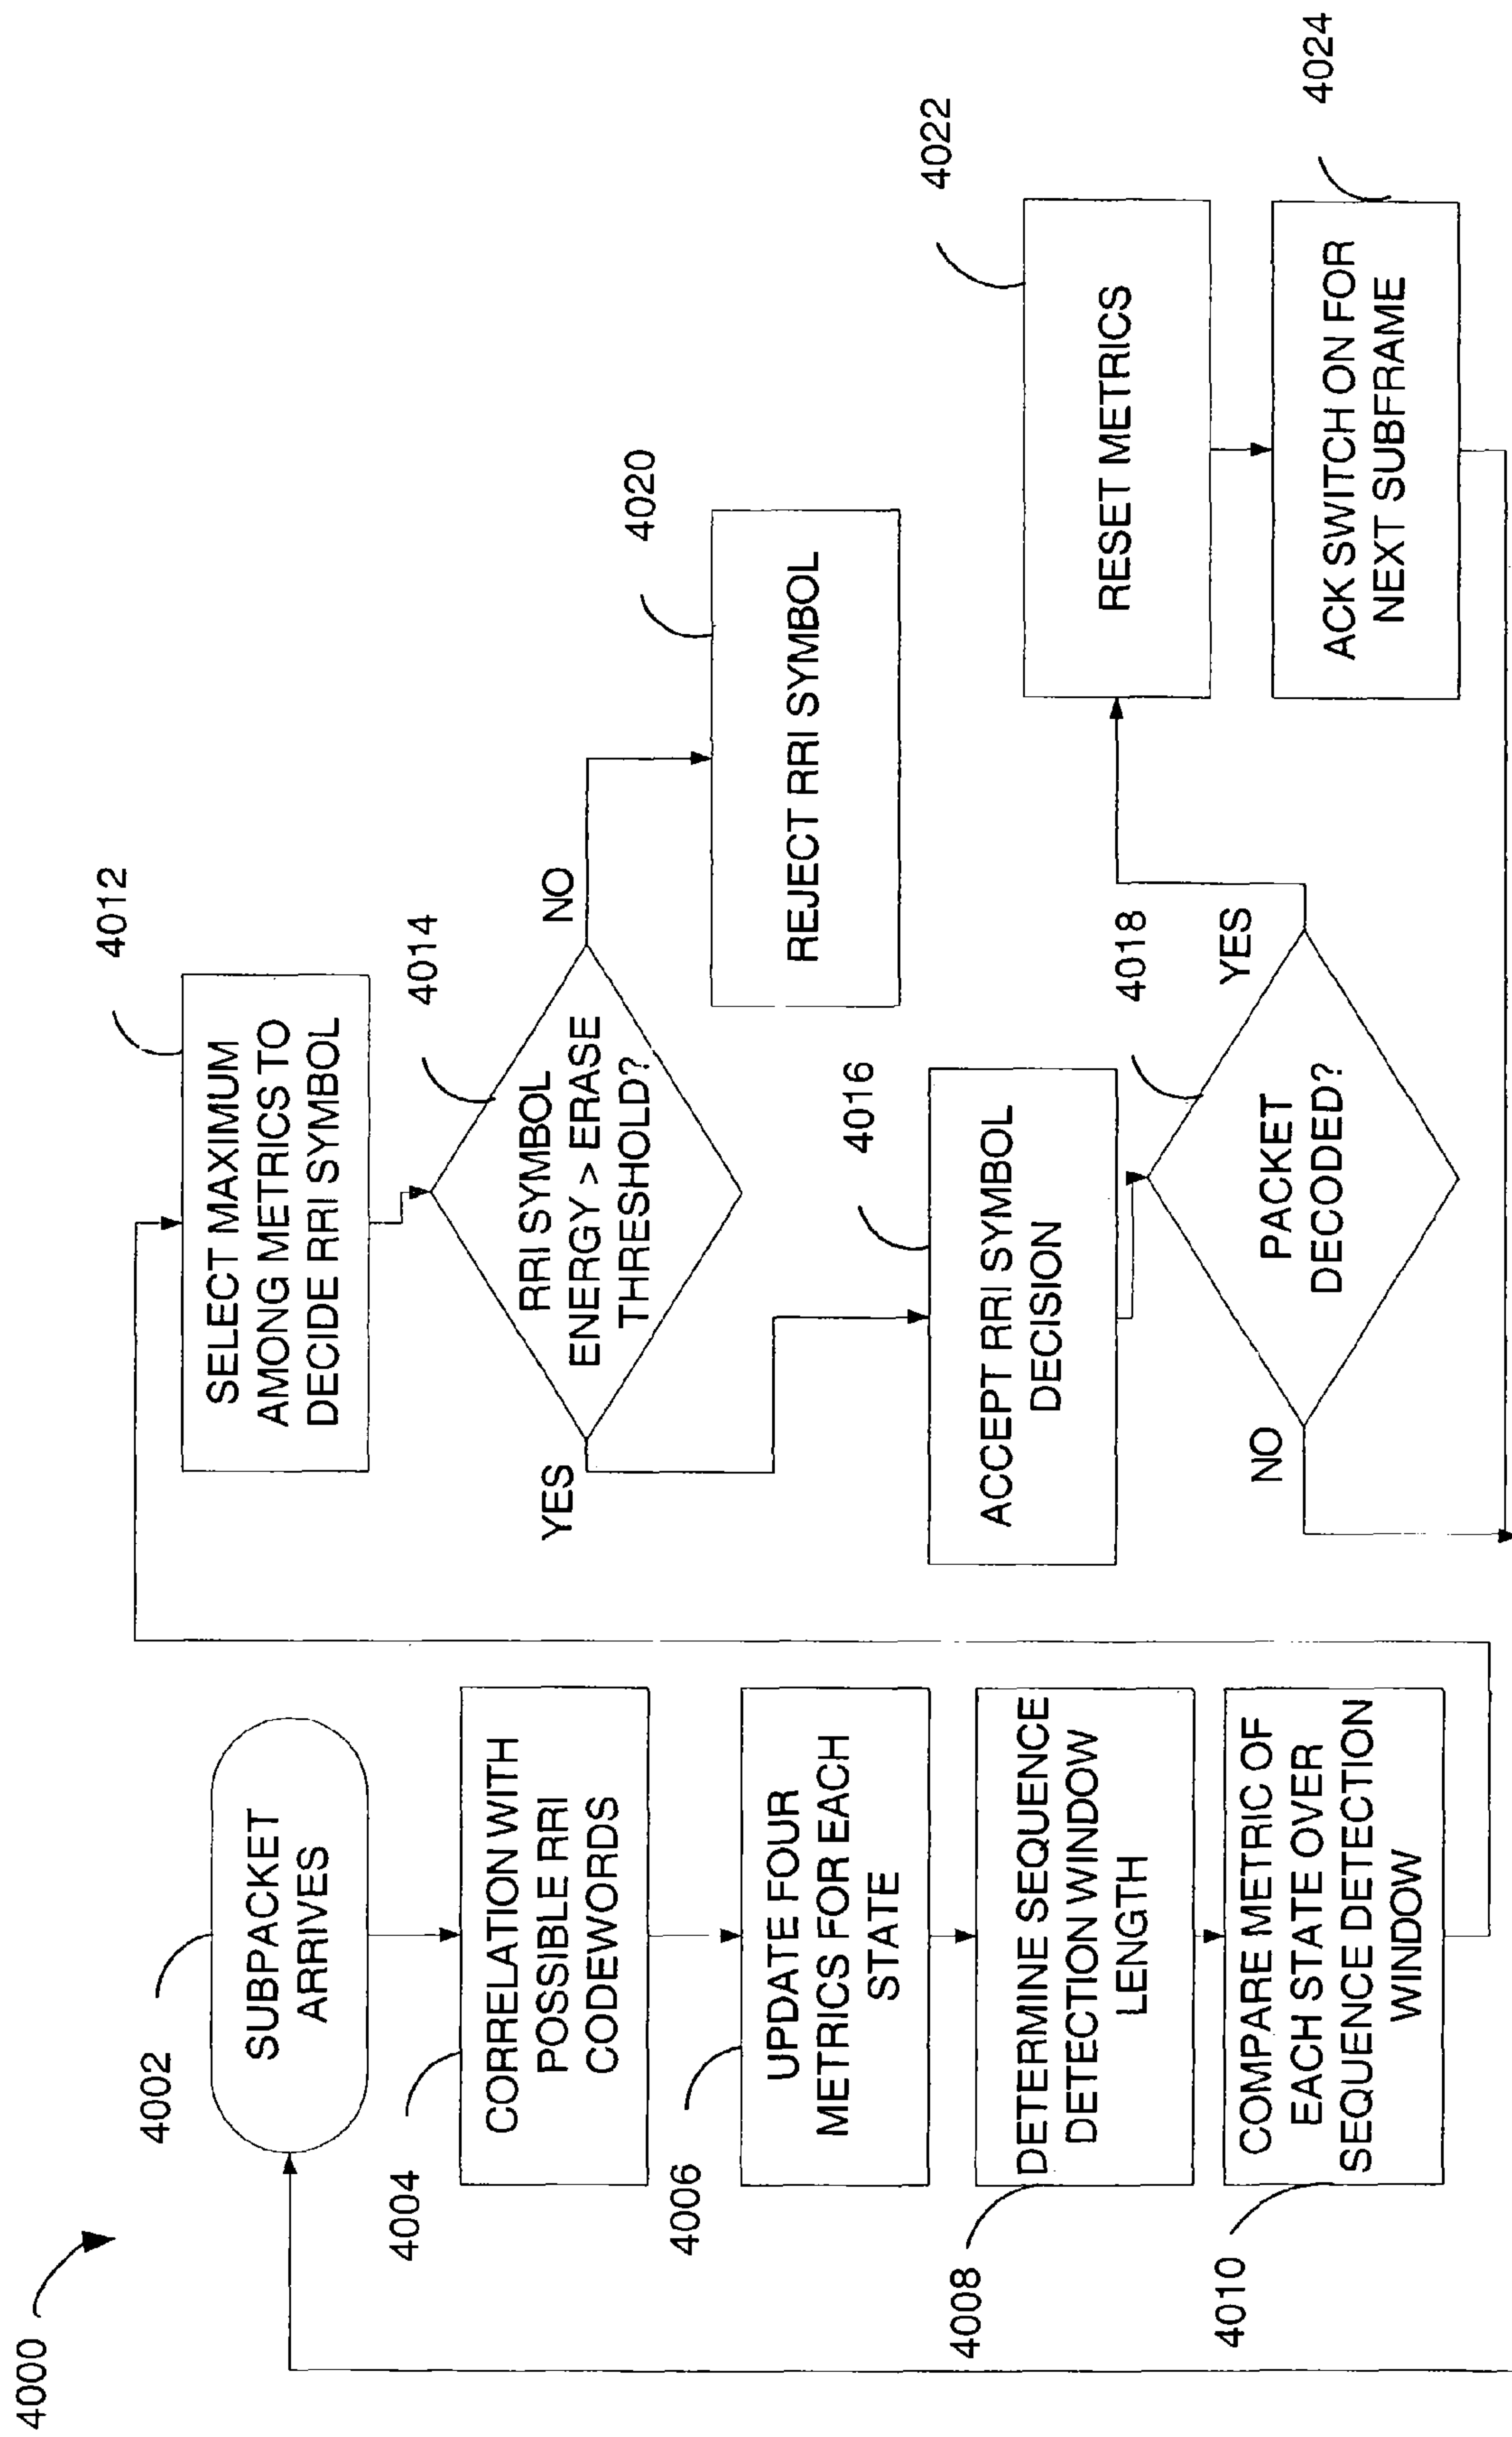 4000
4002
SUBPACKET
ARRIVES
4004
CORRELATION WITH
POSSIBLE RRI
CODEWORDS
4006
UPDATE FOUR
METRICS FOR EACH
STATE
4008
DETERMINE SEQUENCE
DETECTION WINDOW
LENGTH
4010
COMPARE METRIC OF
EACH STATE OVER
SEQUENCE DETECTION
WINDOW
4012
SELECT MAXIMUM
AMONG METRICS TO
DECIDE RRI SYMBOL
4014
RRI SYMBOL
ENERGY > ERASE
THRESHOLD?
YES
NO
4020
REJECT RRI SYMBOL
4016
ACCEPT RRI SYMBOL
DECISION
4018
PACKET
DECODED?
NO
YES
4022
RESET METRICS
4024
ACK SWITCH ON FOR
NEXT SUBFRAME